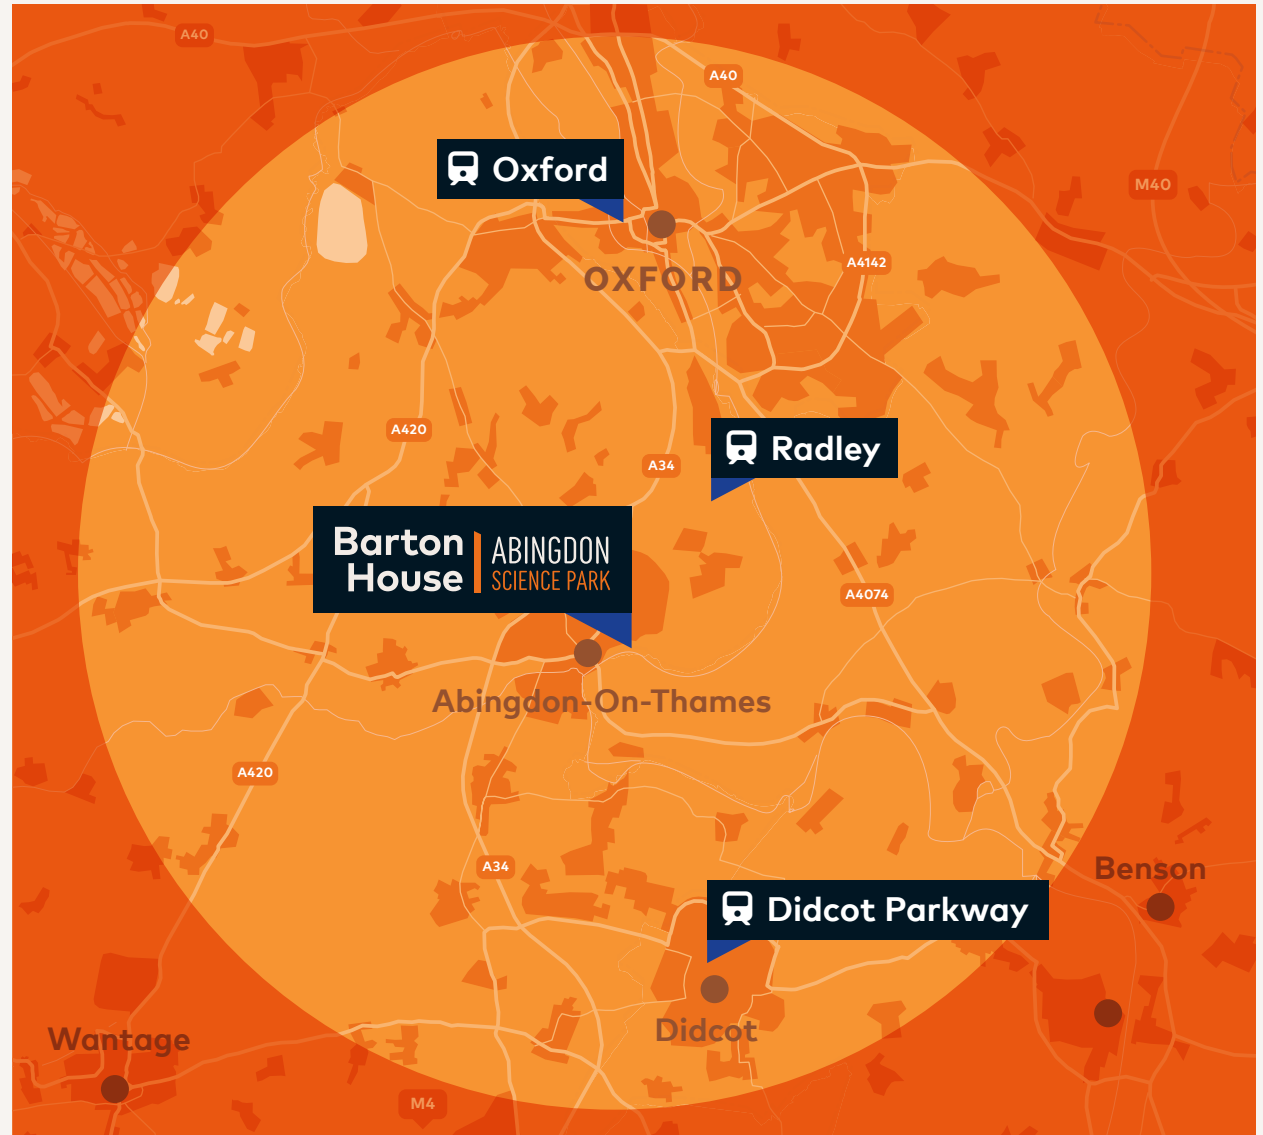 A40
A40
Oxford
M40
A4142
OXFORD
A420
Radley
A34
Barton
House
ABINGDON
SCIENCE PARK
A4074
Abingdon-On-Thames
A420
A34
Benson
Didcot Parkway
Didcot
Wantage
M4